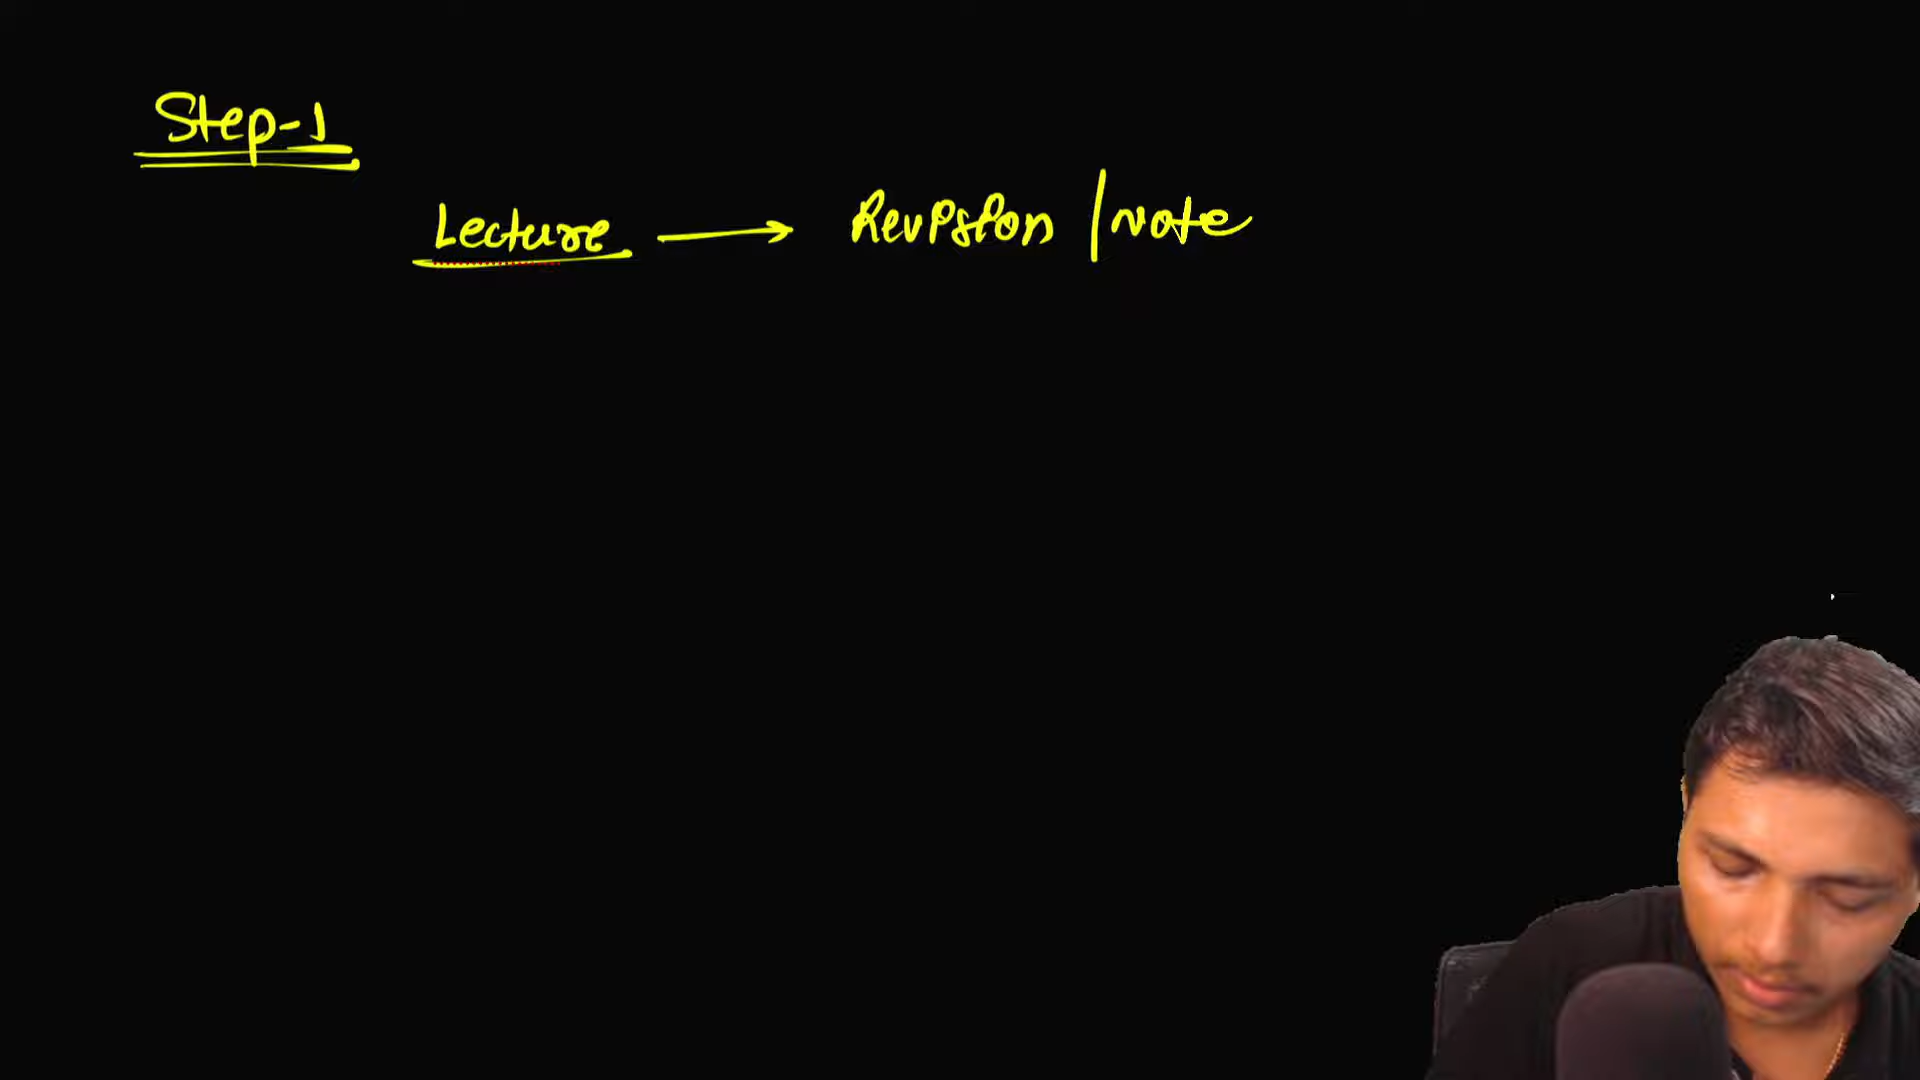 Step-1
Lecture → Revision / Note